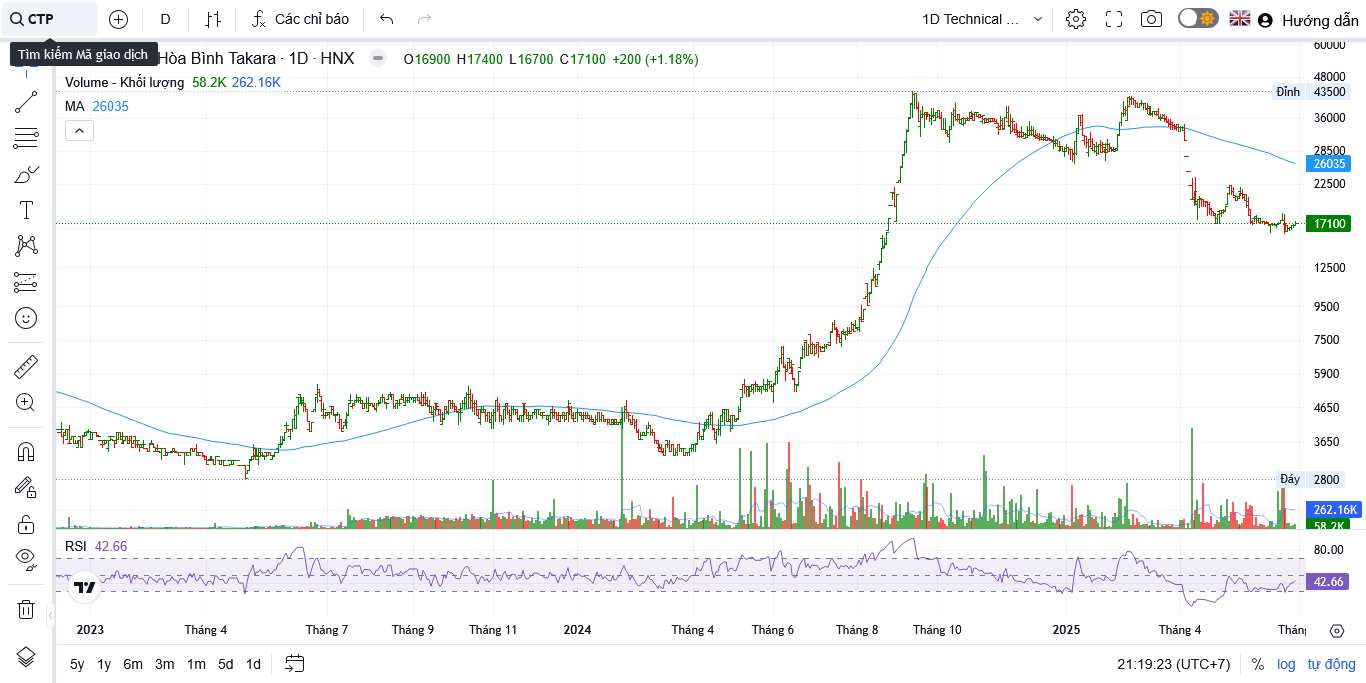 CTP D Các chỉ báo 1D Technical ... Hướng dẫn
Tìm kiếm Mã giao dịch
Hòa Bình Takara · 1D · HNX O16900 H17400 L16700 C17100 +200 (+1.18%)
Volume - Khối lượng 58.2K 262.16K
MA 26035
60000
48000
Đỉnh 43500
36000
28500
26035
22500
17100
12500
9500
7500
5900
4650
3650
Đáy 2800
262.16K
58.2K
RSI 42.66
80.00
42.66
2023 Tháng 4 Tháng 7 Tháng 9 Tháng 11 2024 Tháng 4 Tháng 6 Tháng 8 Tháng 10 2025 Tháng 4
5y 1y 6m 3m 1m 5d 1d 21:19:23 (UTC+7) % log tự động